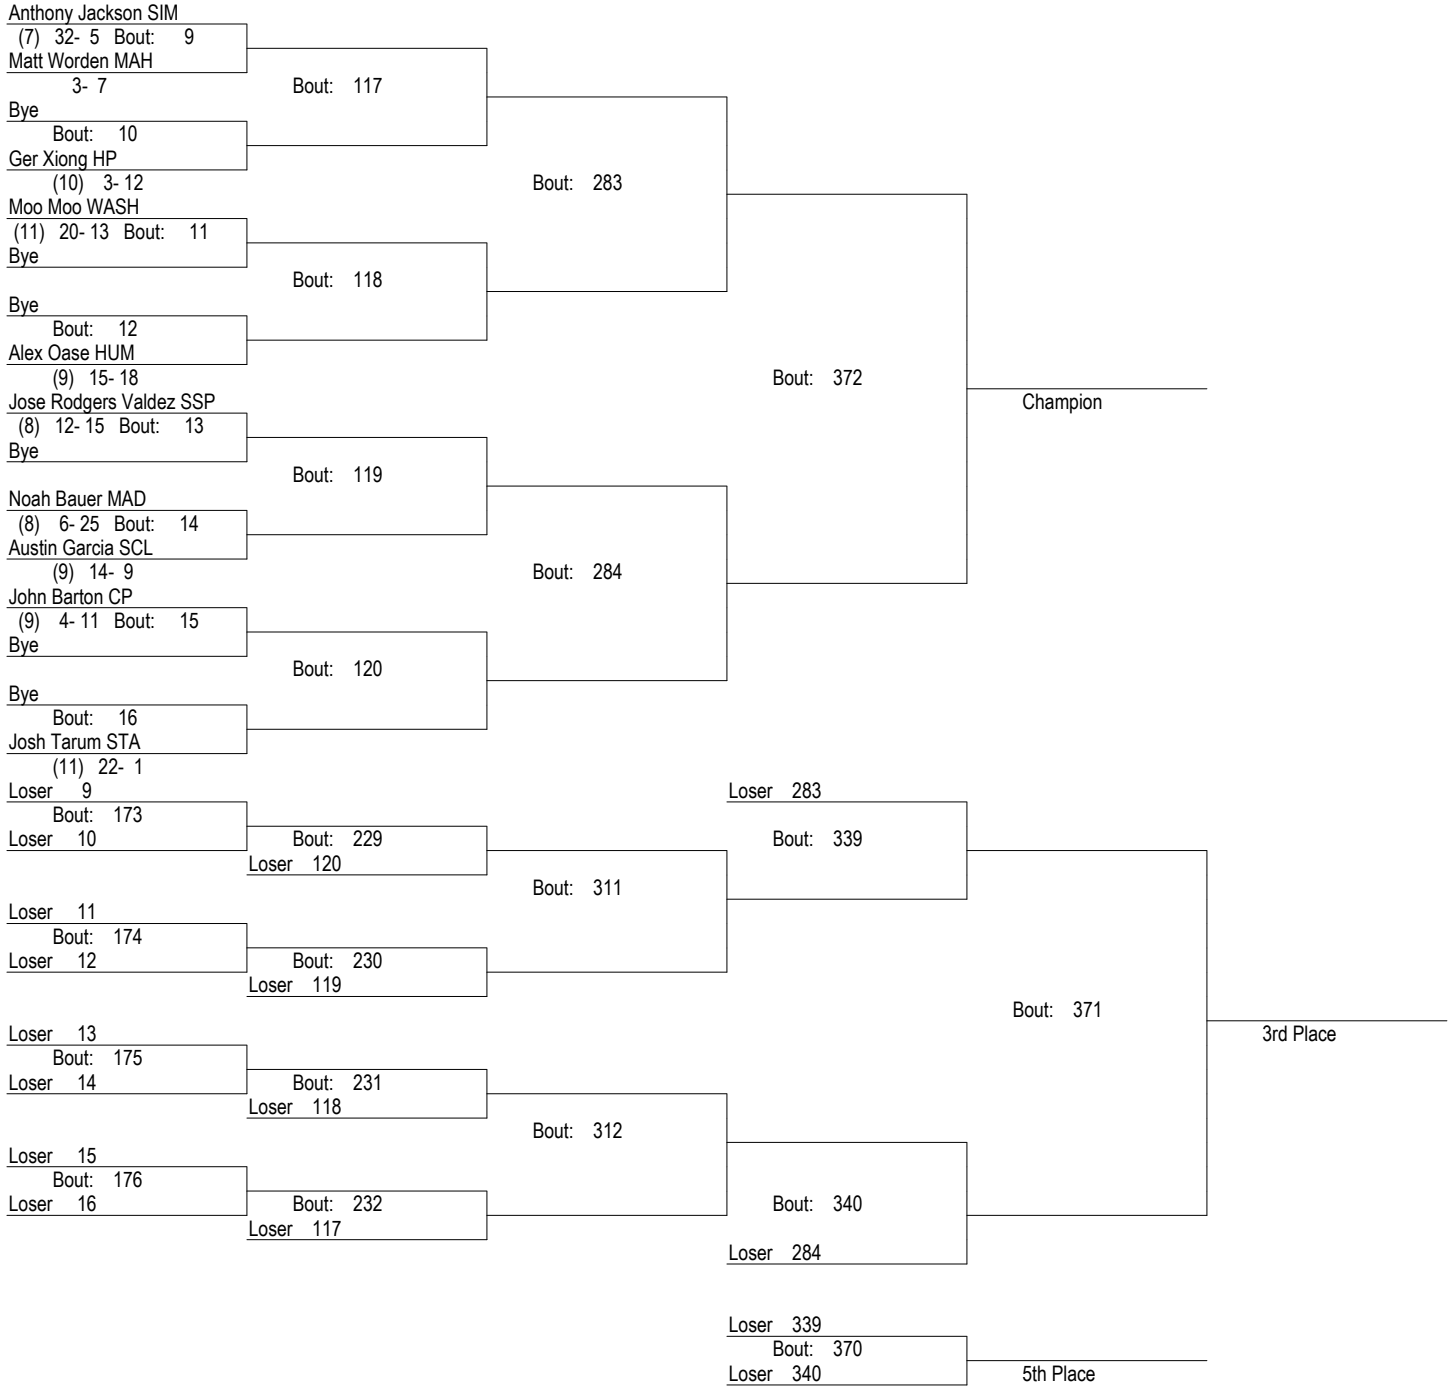 Anthony Jackson SIM
(7) 32- 5 Bout: 9
Matt Worden MAH
3- 7
Bout: 117
Bye
Bout: 10
Ger Xiong HP
(10) 3- 12
Bout: 283
Moo Moo WASH
(11) 20- 13 Bout: 11
Bye
Bout: 118
Bye
Bout: 12
Alex Oase HUM
(9) 15- 18
Bout: 372
Champion
Jose Rodgers Valdez SSP
(8) 12- 15 Bout: 13
Bye
Bout: 119
Noah Bauer MAD
(8) 6- 25 Bout: 14
Austin Garcia SCL
(9) 14- 9
Bout: 284
John Barton CP
(9) 4- 11 Bout: 15
Bye
Bout: 120
Bye
Bout: 16
Josh Tarum STA
(11) 22- 1
Loser 9
Bout: 173
Loser 10
Bout: 229
Loser 120
Loser 283
Bout: 339
Bout: 311
Loser 11
Bout: 174
Loser 12
Bout: 230
Loser 119
Bout: 371
3rd Place
Loser 13
Bout: 175
Loser 14
Bout: 231
Loser 118
Bout: 312
Loser 15
Bout: 176
Loser 16
Bout: 232
Loser 117
Bout: 340
Loser 284
Loser 339
Bout: 370
Loser 340
5th Place